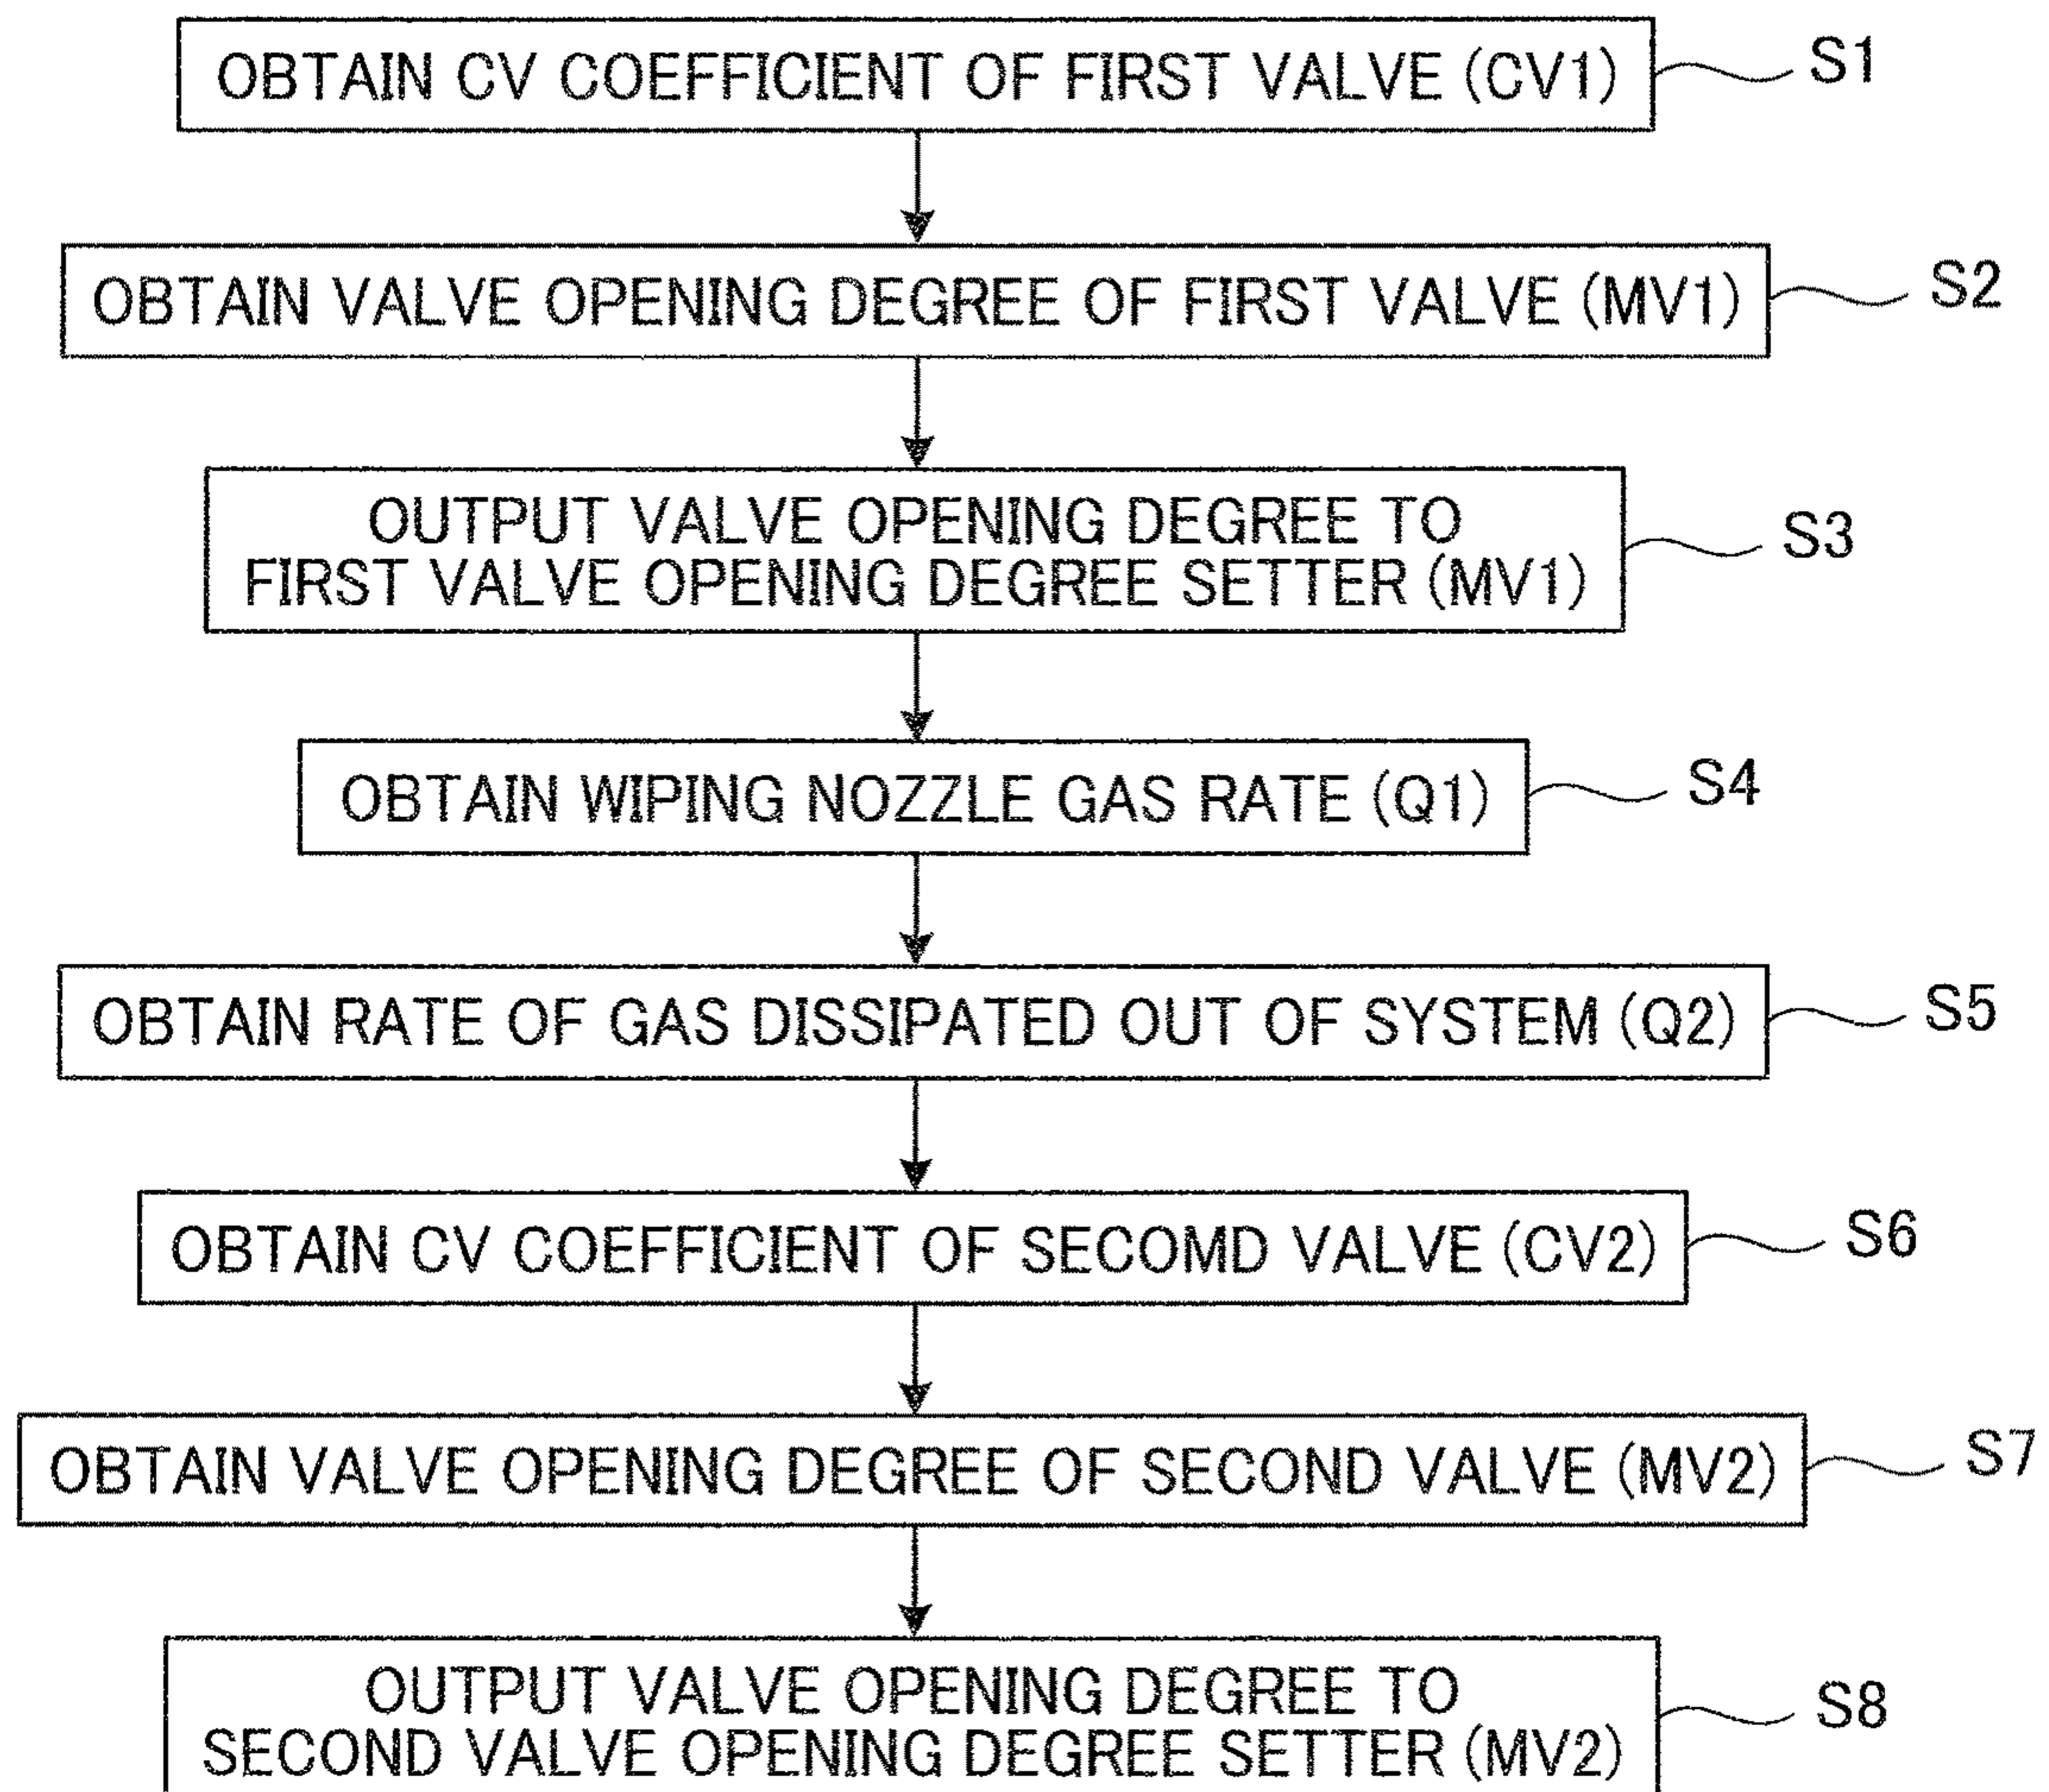 OBTAIN CV COEFFICIENT OF FIRST VALVE (CV1)
S1
OBTAIN VALVE OPENING DEGREE OF FIRST VALVE (MV1)
S2
OUTPUT VALVE OPENING DEGREE TO
FIRST VALVE OPENING DEGREE SETTER (MV1)
S3
OBTAIN WIPING NOZZLE GAS RATE (Q1)
S4
OBTAIN RATE OF GAS DISSIPATED OUT OF SYSTEM (Q2)
S5
OBTAIN CV COEFFICIENT OF SECOMD VALVE (CV2)
S6
OBTAIN VALVE OPENING DEGREE OF SECOND VALVE (MV2)
S7
OUTPUT VALVE OPENING DEGREE TO
SECOND VALVE OPENING DEGREE SETTER (MV2)
S8